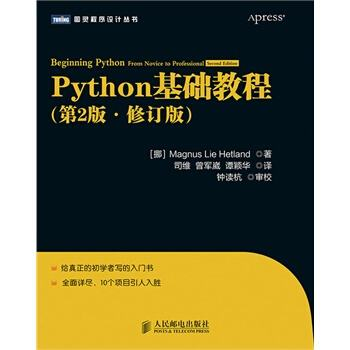 TURING 图灵程序设计丛书
Apress®
Beginning Python From Novice to Professional Second Edition
Python基础教程
(第2版·修订版)
[挪] Magnus Lie Hetland ◎著
司维 曾军崴 谭颖华 ◎译
钟读杭 ◎审校
给真正的初学者写的入门书
全面详尽、10个项目引人入胜
人民邮电出版社
POSTS & TELECOM PRESS